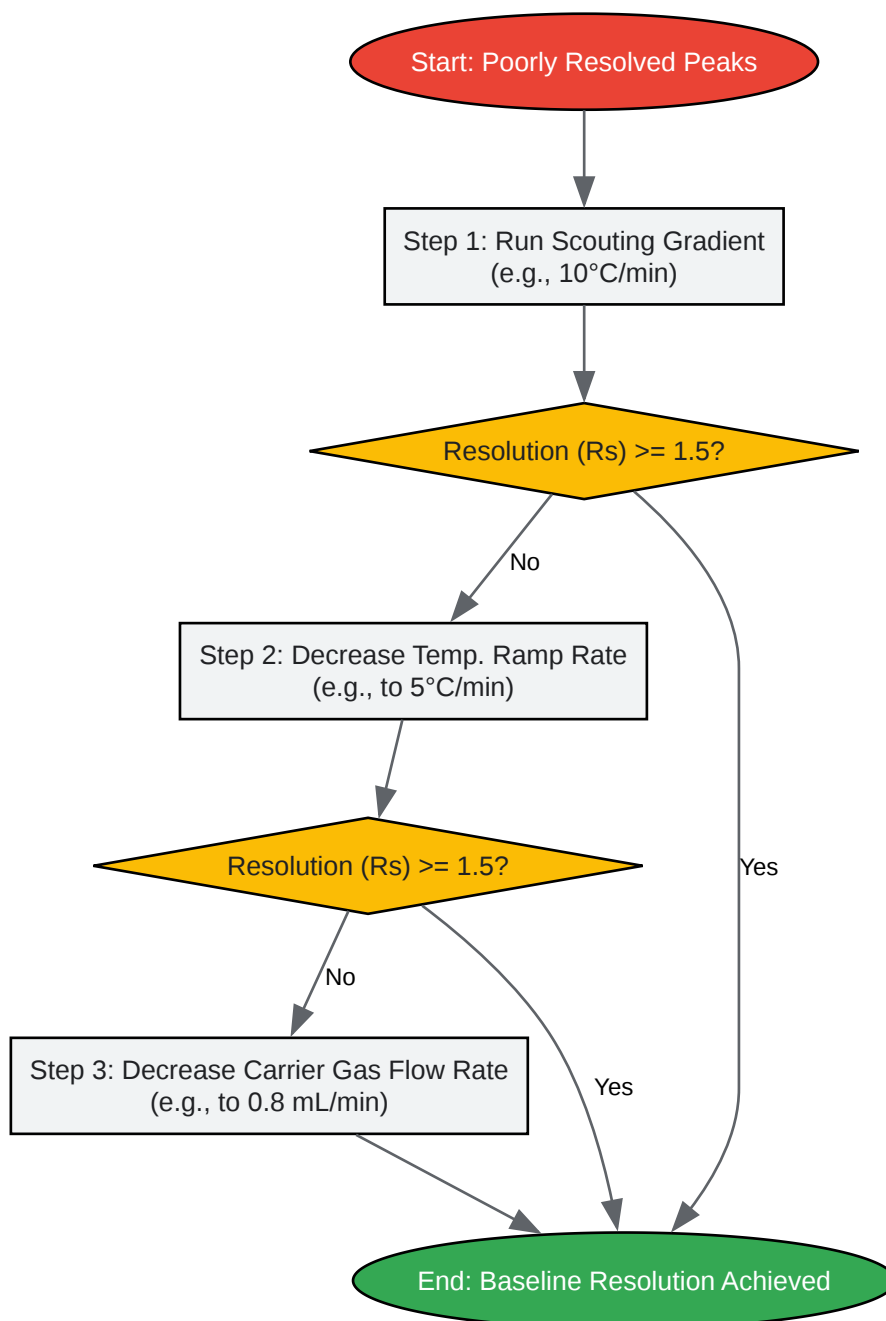 Start: Poorly Resolved Peaks
Step 1: Run Scouting Gradient
(e.g., 10°C/min)
Resolution (Rs) >= 1.5?
No
Step 2: Decrease Temp. Ramp Rate
(e.g., to 5°C/min)
Resolution (Rs) >= 1.5?
Yes
No
Step 3: Decrease Carrier Gas Flow Rate
(e.g., to 0.8 mL/min)
Yes
End: Baseline Resolution Achieved